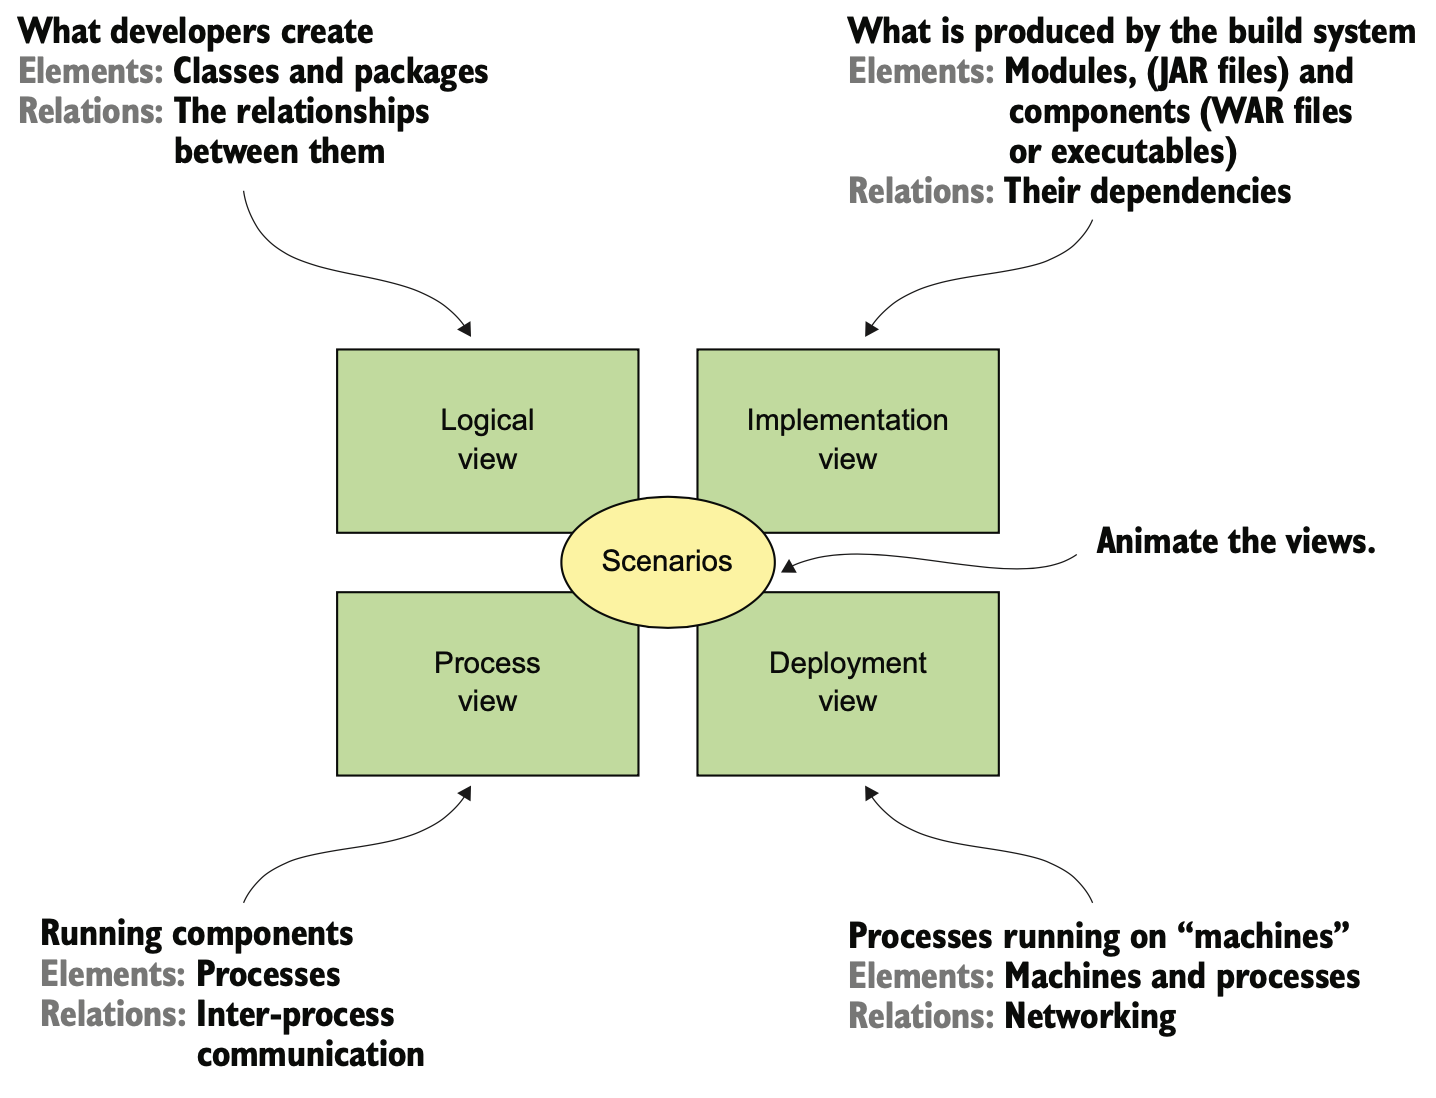 What developers create
Elements: Classes and packages
Relations: The relationships
between them
What is produced by the build system
Elements: Modules, (JAR files) and
components (WAR files
or executables)
Relations: Their dependencies
Logical
view
Implementation
view
Scenarios
Animate the views.
Process
view
Deployment
view
Running components
Elements: Processes
Relations: Inter-process
communication
Processes running on “machines”
Elements: Machines and processes
Relations: Networking